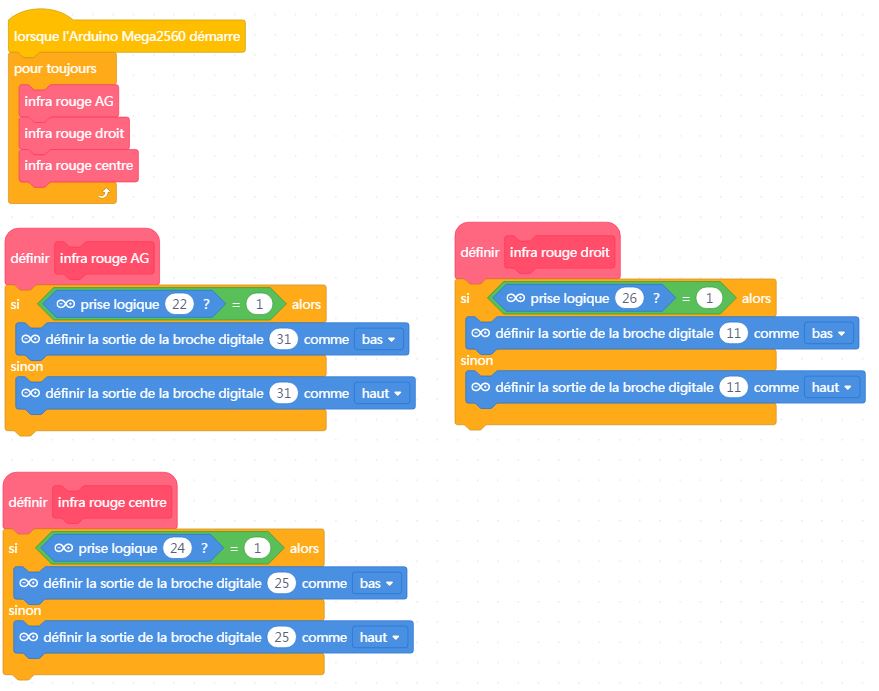 lorsque l'Arduino Mega2560 démarre
pour toujours
infra rouge AG
infra rouge droit
infra rouge centre
définir infra rouge AG
si prise logique 22 ? = 1 alors
définir la sortie de la broche digitale 31 comme bas
sinon
définir la sortie de la broche digitale 31 comme haut
définir infra rouge droit
si prise logique 26 ? = 1 alors
définir la sortie de la broche digitale 11 comme bas
sinon
définir la sortie de la broche digitale 11 comme haut
définir infra rouge centre
si prise logique 24 ? = 1 alors
définir la sortie de la broche digitale 25 comme bas
sinon
définir la sortie de la broche digitale 25 comme haut